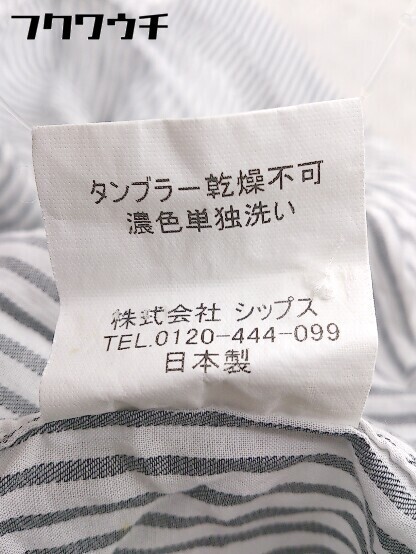 フクワウチ
タンブラー乾燥不可
濃色単独洗い
株式会社 シップス
TEL.0120-444-099
日本製